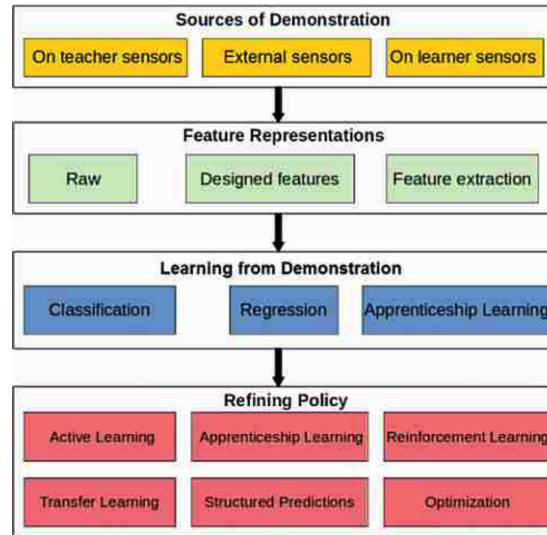 Sources of Demonstration
On teacher sensors
External sensors
On learner sensors
Feature Representations
Raw
Designed features
Feature extraction
Learning from Demonstration
Classification
Regression
Apprenticeship Learning
Refining Policy
Active Learning
Apprenticeship Learning
Reinforcement Learning
Transfer Learning
Structured Predictions
Optimization